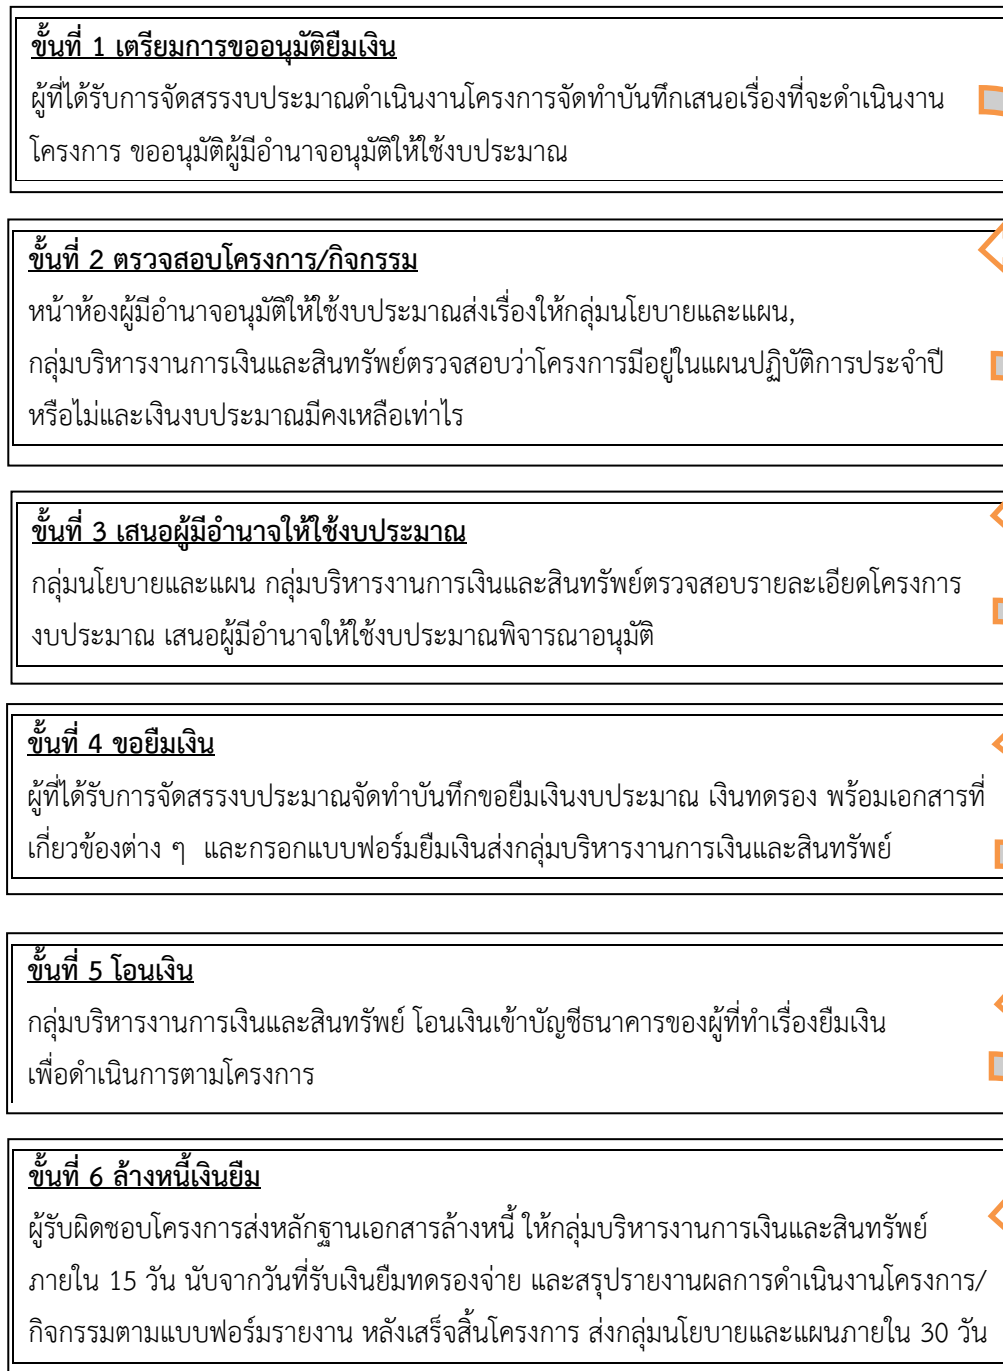 ขั้นที่ 1 เตรียมการขออนุมัติยืมเงิน
ผู้ที่ได้รับการจัดสรรงบประมาณดำเนินงานโครงการจัดทำบันทึกเสนอเรื่องที่จะดำเนินงาน
โครงการ ขออนุมัติผู้มีอำนาจอนุมัติให้ใช้งบประมาณ
ขั้นที่ 2 ตรวจสอบโครงการ/กิจกรรม
หน้าห้องผู้มีอำนาจอนุมัติให้ใช้งบประมาณส่งเรื่องให้กลุ่มนโยบายและแผน,
กลุ่มบริหารงานการเงินและสินทรัพย์ตรวจสอบว่าโครงการมีอยู่ในแผนปฏิบัติการประจำปี
หรือไม่และเงินงบประมาณมีคงเหลือเท่าไร
ขั้นที่ 3 เสนอผู้มีอำนาจให้ใช้งบประมาณ
กลุ่มนโยบายและแผน กลุ่มบริหารงานการเงินและสินทรัพย์ตรวจสอบรายละเอียดโครงการ
งบประมาณ เสนอผู้มีอำนาจให้ใช้งบประมาณพิจารณาอนุมัติ
ขั้นที่ 4 ขอยืมเงิน
ผู้ที่ได้รับการจัดสรรงบประมาณจัดทำบันทึกขอยืมเงินงบประมาณ เงินทดรอง พร้อมเอกสารที่
เกี่ยวข้องต่าง ๆ และกรอกแบบฟอร์มยืมเงินส่งกลุ่มบริหารงานการเงินและสินทรัพย์
ขั้นที่ 5 โอนเงิน
กลุ่มบริหารงานการเงินและสินทรัพย์ โอนเงินเข้าบัญชีธนาคารของผู้ที่ทำเรื่องยืมเงิน
เพื่อดำเนินการตามโครงการ
ขั้นที่ 6 ล้างหนี้เงินยืม
ผู้รับผิดชอบโครงการส่งหลักฐานเอกสารล้างหนี้ ให้กลุ่มบริหารงานการเงินและสินทรัพย์
ภายใน 15 วัน นับจากวันที่รับเงินยืมทดรองจ่าย และสรุปรายงานผลการดำเนินงานโครงการ/
กิจกรรมตามแบบฟอร์มรายงาน หลังเสร็จสิ้นโครงการ ส่งกลุ่มนโยบายและแผนภายใน 30 วัน